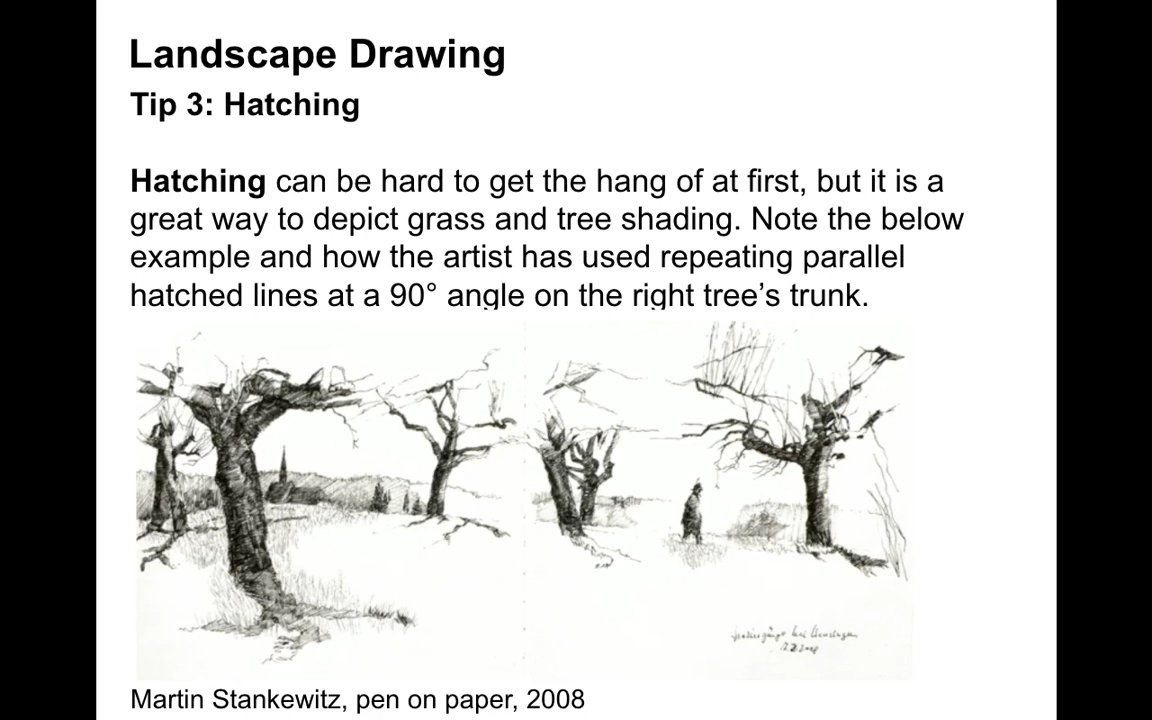 Landscape Drawing
Tip 3: Hatching
Hatching can be hard to get the hang of at first, but it is a
great way to depict grass and tree shading. Note the below
example and how the artist has used repeating parallel
hatched lines at a 90° angle on the right tree’s trunk.
Martin Stankewitz, pen on paper, 2008